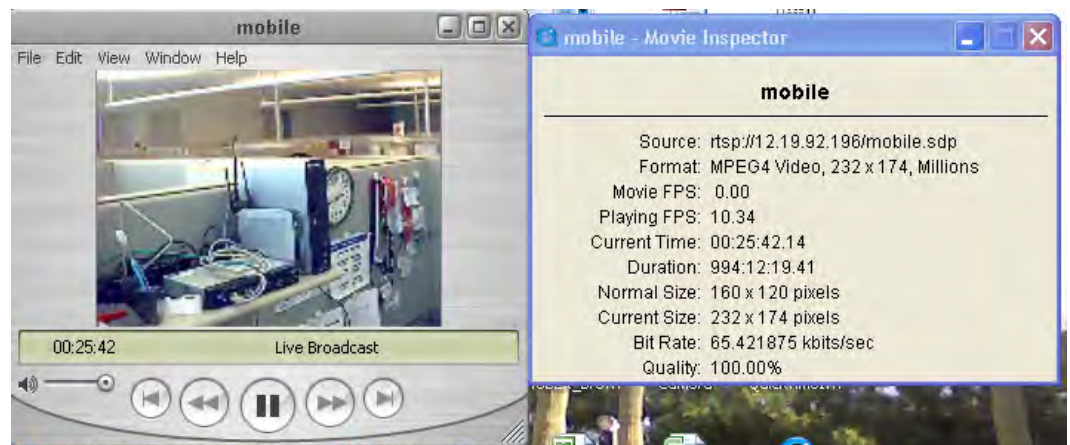 mobile
File Edit View Window Help
00:25:42 Live Broadcast
mobile - Movie Inspector
mobile
Source: rtsp://12.19.92.196/mobile.sdp
Format: MPEG4 Video, 232 x 174, Millions
Movie FPS: 0.00
Playing FPS: 10.34
Current Time: 00:25:42.14
Duration: 994:12:19.41
Normal Size: 160 x 120 pixels
Current Size: 232 x 174 pixels
Bit Rate: 65.421875 kbits/sec
Quality: 100.00%